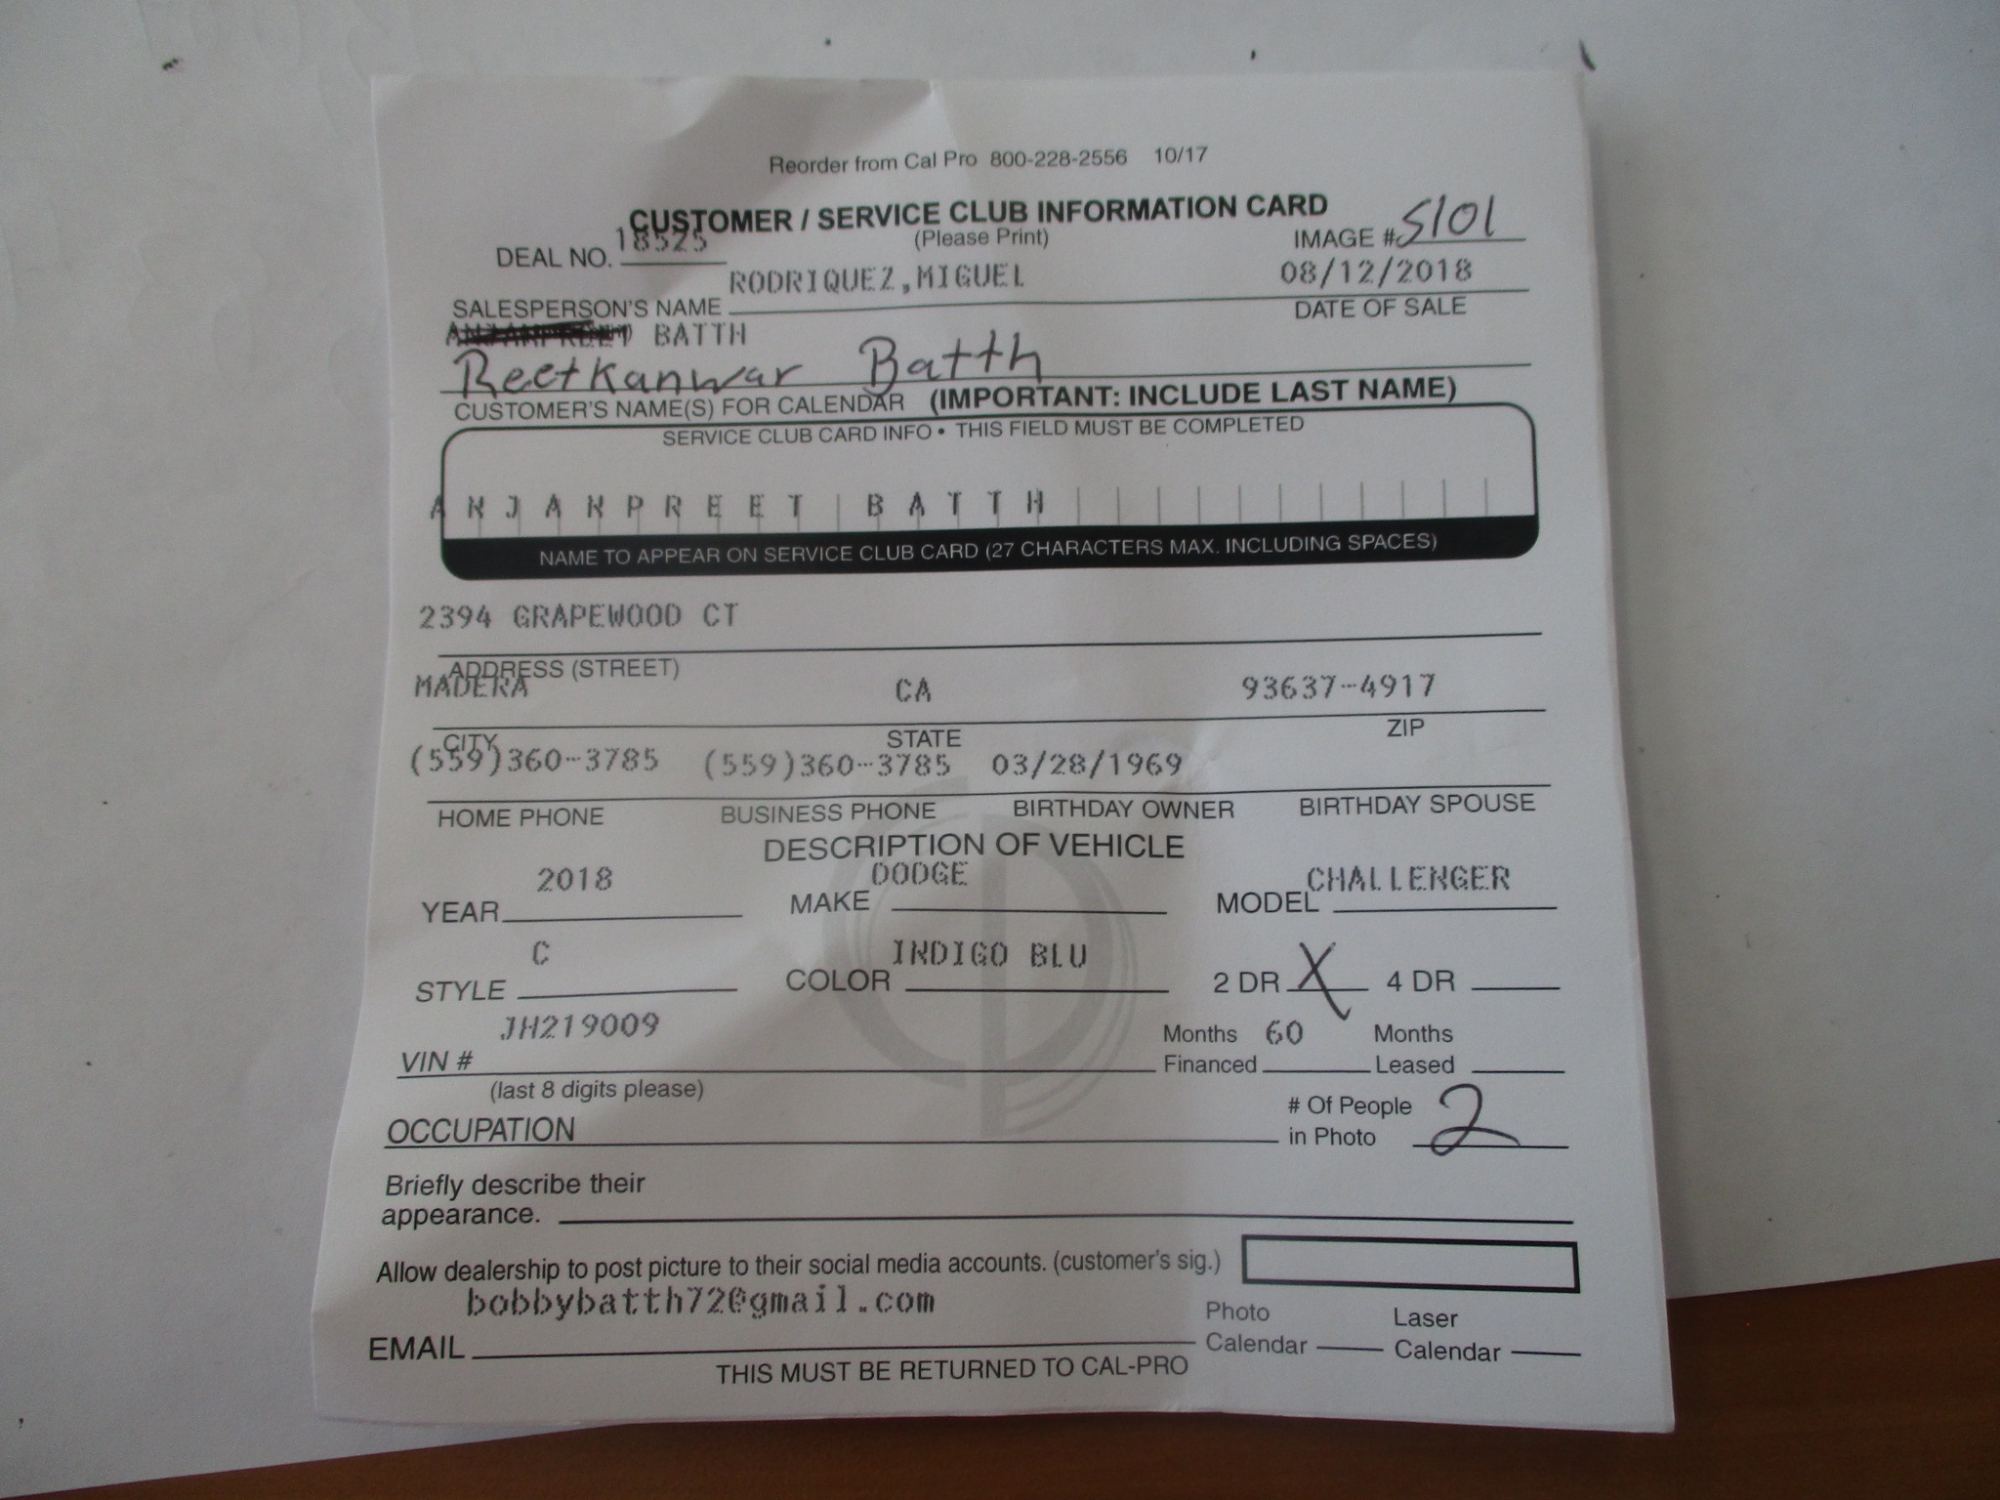 Reorder from Cal Pro 800-228-2556 10/17
CUSTOMER / SERVICE CLUB INFORMATION CARD
DEAL NO. 18525 (Please Print) IMAGE # 5101
RODRIQUEZ,MIGUEL 08/12/2018
SALESPERSON'S NAME DATE OF SALE
BATTH
Reetkanwar Batth
CUSTOMER'S NAME(S) FOR CALENDAR (IMPORTANT: INCLUDE LAST NAME)
SERVICE CLUB CARD INFO • THIS FIELD MUST BE COMPLETED
ANJANPREET BATTH
NAME TO APPEAR ON SERVICE CLUB CARD (27 CHARACTERS MAX. INCLUDING SPACES)
2394 GRAPEWOOD CT
ADDRESS (STREET)
MADERA CA 93637-4917
CITY STATE ZIP
(559)360-3785 (559)360-3785 03/28/1969
HOME PHONE BUSINESS PHONE BIRTHDAY OWNER BIRTHDAY SPOUSE
DESCRIPTION OF VEHICLE
YEAR 2018 MAKE DODGE MODEL CHALLENGER
STYLE C COLOR INDIGO BLU 2 DR X 4 DR
VIN # JH219009 Months Financed 60 Months Leased
(last 8 digits please)
OCCUPATION # Of People in Photo 2
Briefly describe their
appearance.
Allow dealership to post picture to their social media accounts. (customer's sig.)
bobbybatth72@gmail.com
EMAIL Photo Calendar Laser Calendar
THIS MUST BE RETURNED TO CAL-PRO